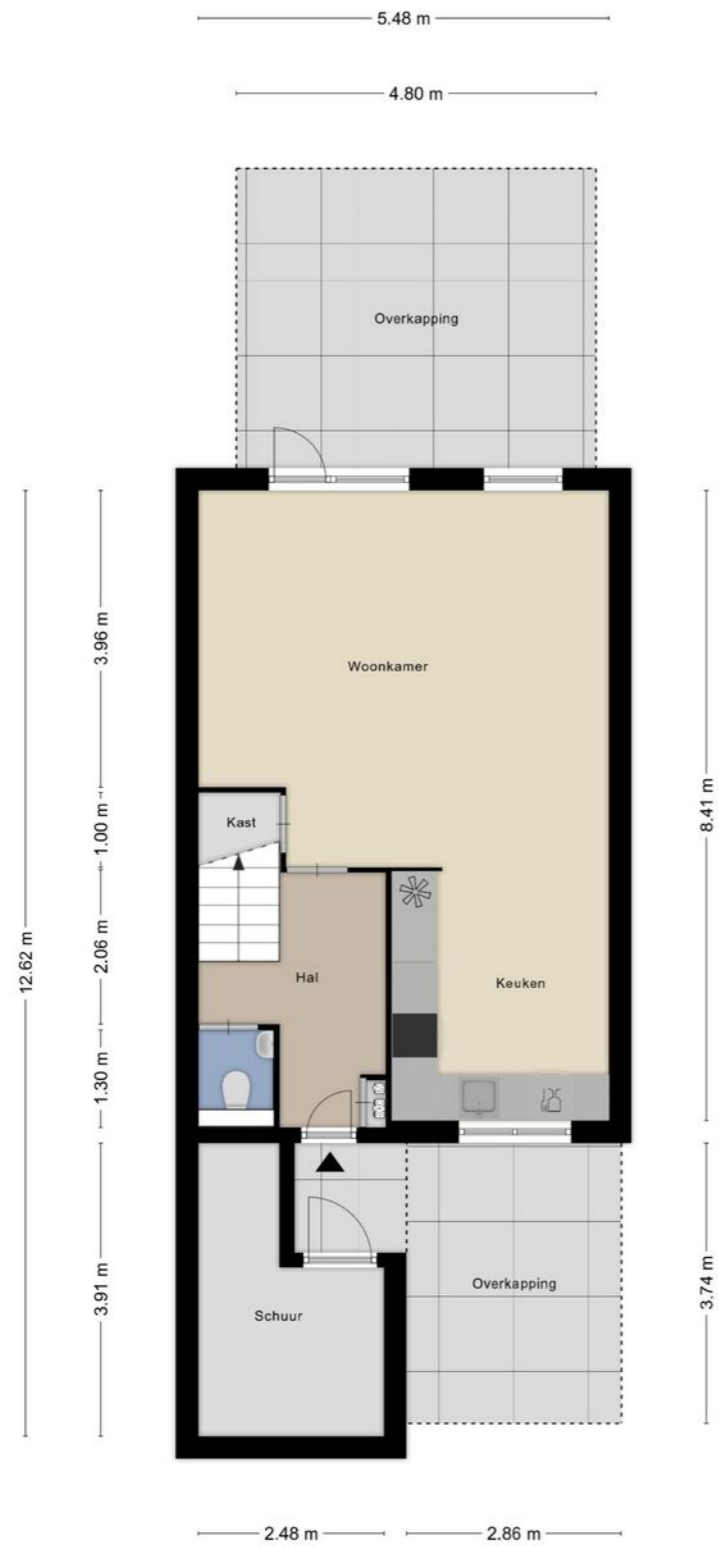 5.48 m
4.80 m
Overkapping
3.96 m
Woonkamer
8.41 m
Kast
1.00 m
12.62 m
2.06 m
Hal
Keuken
1.30 m
3.91 m
Schuur
Overkapping
3.74 m
2.48 m
2.86 m